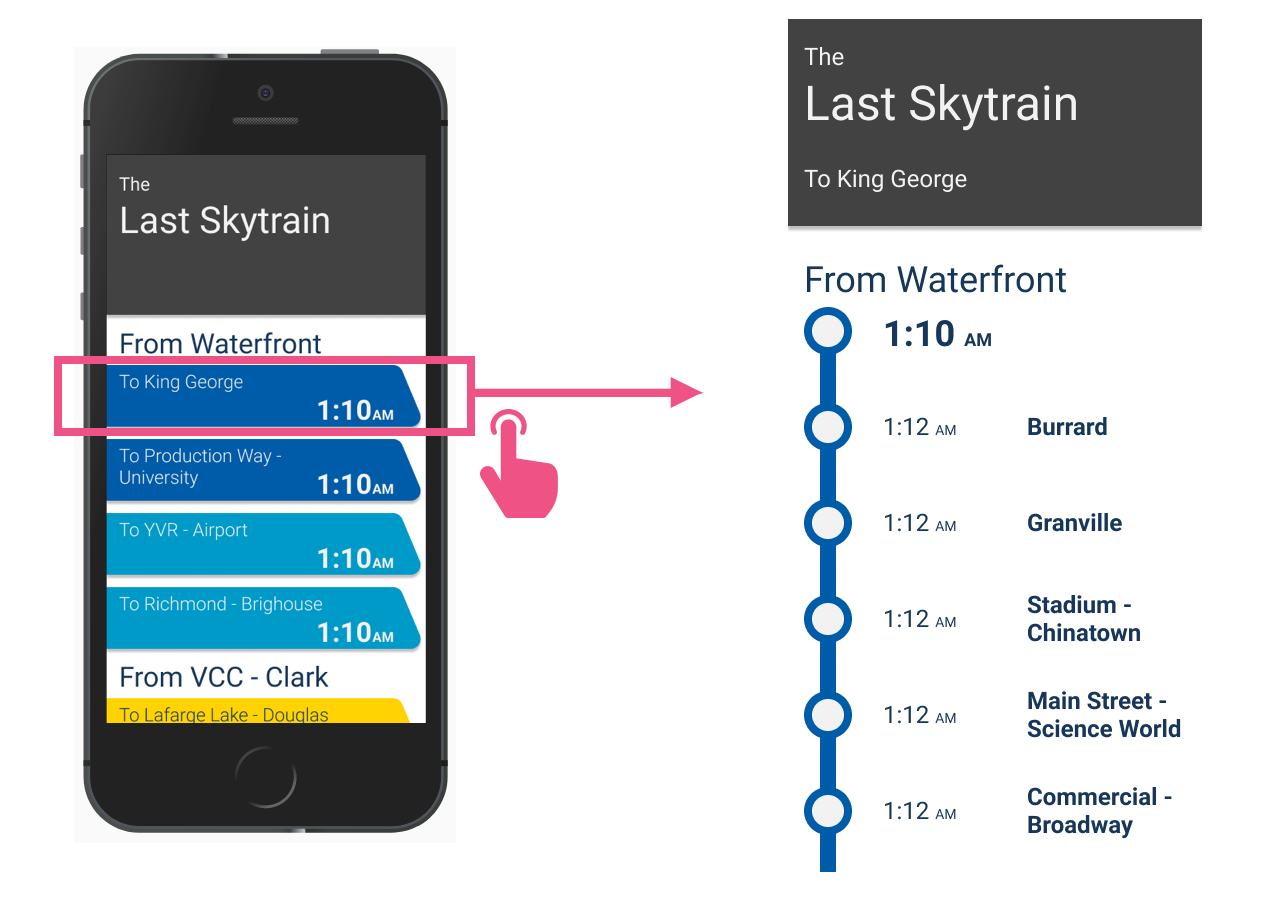 The
Last Skytrain
From Waterfront
To King George
1:10AM
To Production Way -
University
1:10AM
To YVR - Airport
1:10AM
To Richmond - Brighouse
1:10AM
From VCC - Clark
To Lafarge Lake - Douglas
The
Last Skytrain
To King George
From Waterfront
1:10 AM
1:12 AM Burrard
1:12 AM Granville
1:12 AM Stadium -
Chinatown
1:12 AM Main Street -
Science World
1:12 AM Commercial -
Broadway